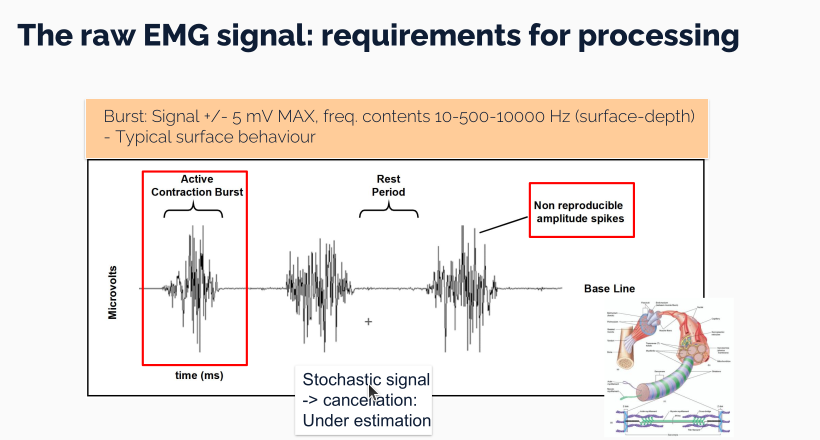 The raw EMG signal: requirements for processing
Burst: Signal +/- 5 mV MAX, freq. contents 10-500-10000 Hz (surface-depth)
- Typical surface behaviour
Active
Contraction Burst
Rest
Period
Non reproducible
amplitude spikes
Microvolts
Base Line
time (ms)
Stochastic signal
-> cancellation:
Under estimation